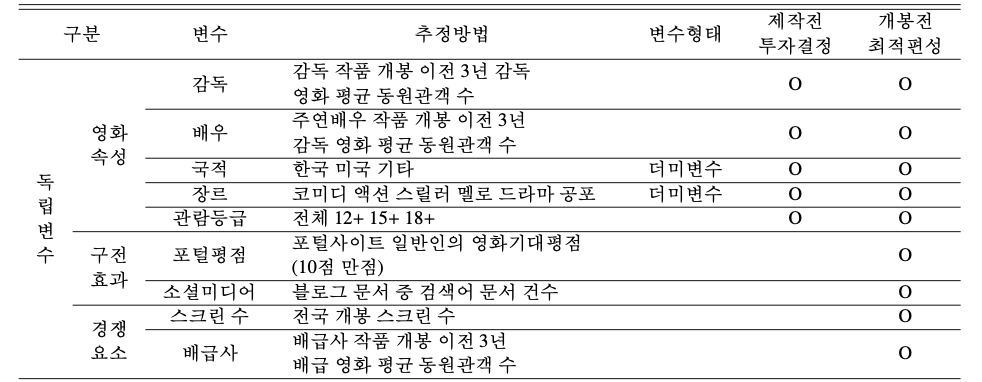 구분 변수 추정방법 변수형태 제작전 투자결정 개봉전 최적편성
독립변수 영화속성 감독 감독 작품 개봉 이전 3년 감독
영화 평균 동원관객 수 O O
배우 주연배우 작품 개봉 이전 3년
감독 영화 평균 동원관객 수 O O
국적 한국 미국 기타 더미변수 O O
장르 코미디 액션 스릴러 멜로 드라마 공포 더미변수 O O
관람등급 전체 12+ 15+ 18+ O O
구전효과 포털평점 포털사이트 일반인의 영화기대평점
(10점 만점) O
소셜미디어 블로그 문서 중 검색어 문서 건수 O
경쟁요소 스크린 수 전국 개봉 스크린 수 O
배급사 배급사 작품 개봉 이전 3년
배급 영화 평균 동원관객 수 O